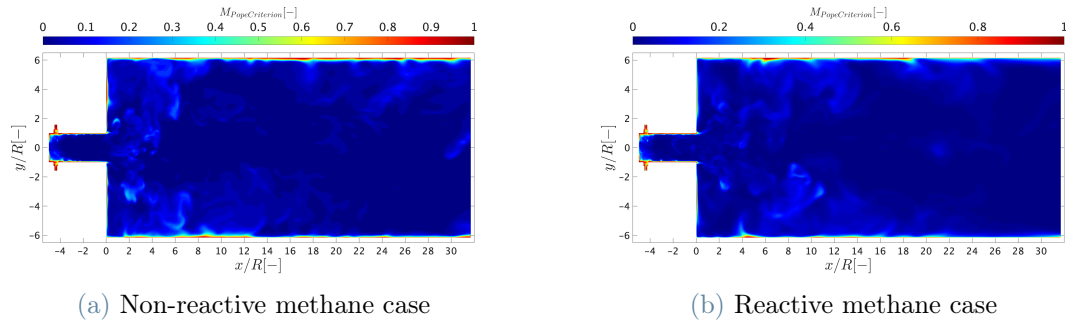 M_{PopeCriterion}[−]
0 0.1 0.2 0.3 0.4 0.5 0.6 0.7 0.8 0.9 1
6
4
2
0
−2
−4
−6
y/R[−]
−4 −2 0 2 4 6 8 10 12 14 16 18 20 22 24 26 28 30
x/R[−]
(a) Non-reactive methane case
M_{PopeCriterion}[−]
0 0.2 0.4 0.6 0.8 1
6
4
2
0
−2
−4
−6
y/R[−]
−4 −2 0 2 4 6 8 10 12 14 16 18 20 22 24 26 28 30
x/R[−]
(b) Reactive methane case